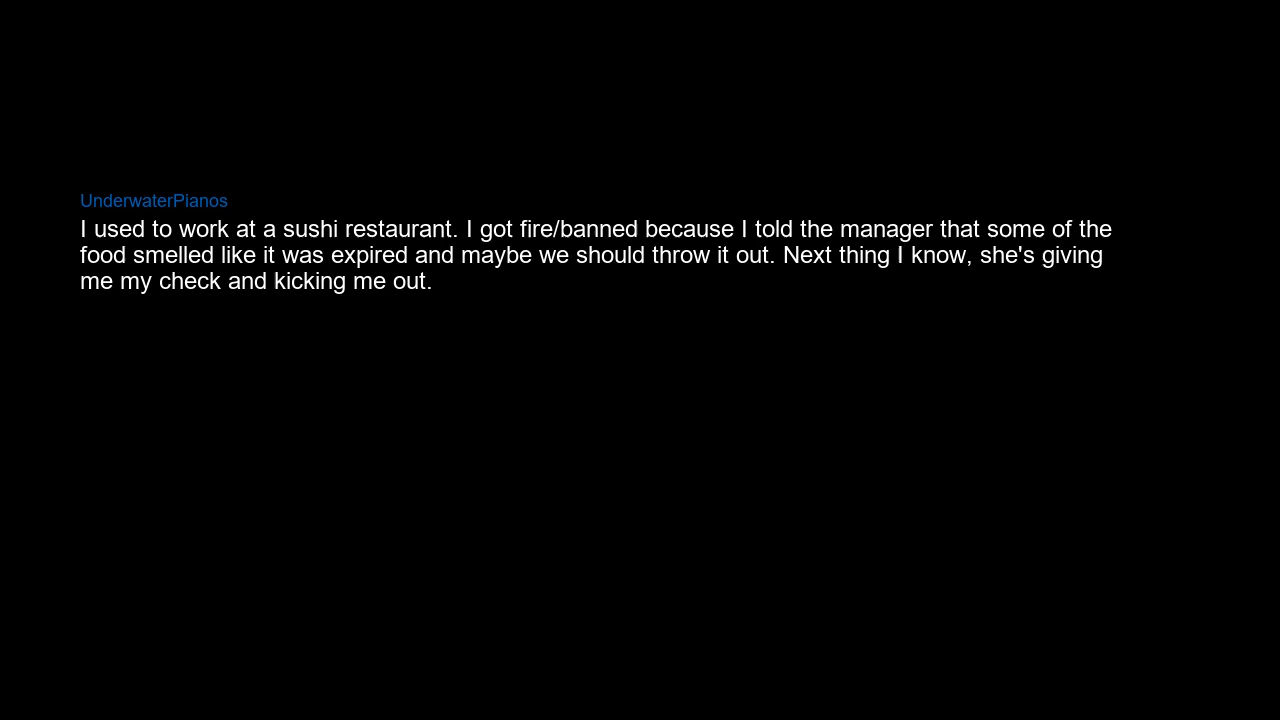 UnderwaterPianos
I used to work at a sushi restaurant. I got fire/banned because I told the manager that some of the
food smelled like it was expired and maybe we should throw it out. Next thing I know, she's giving
me my check and kicking me out.